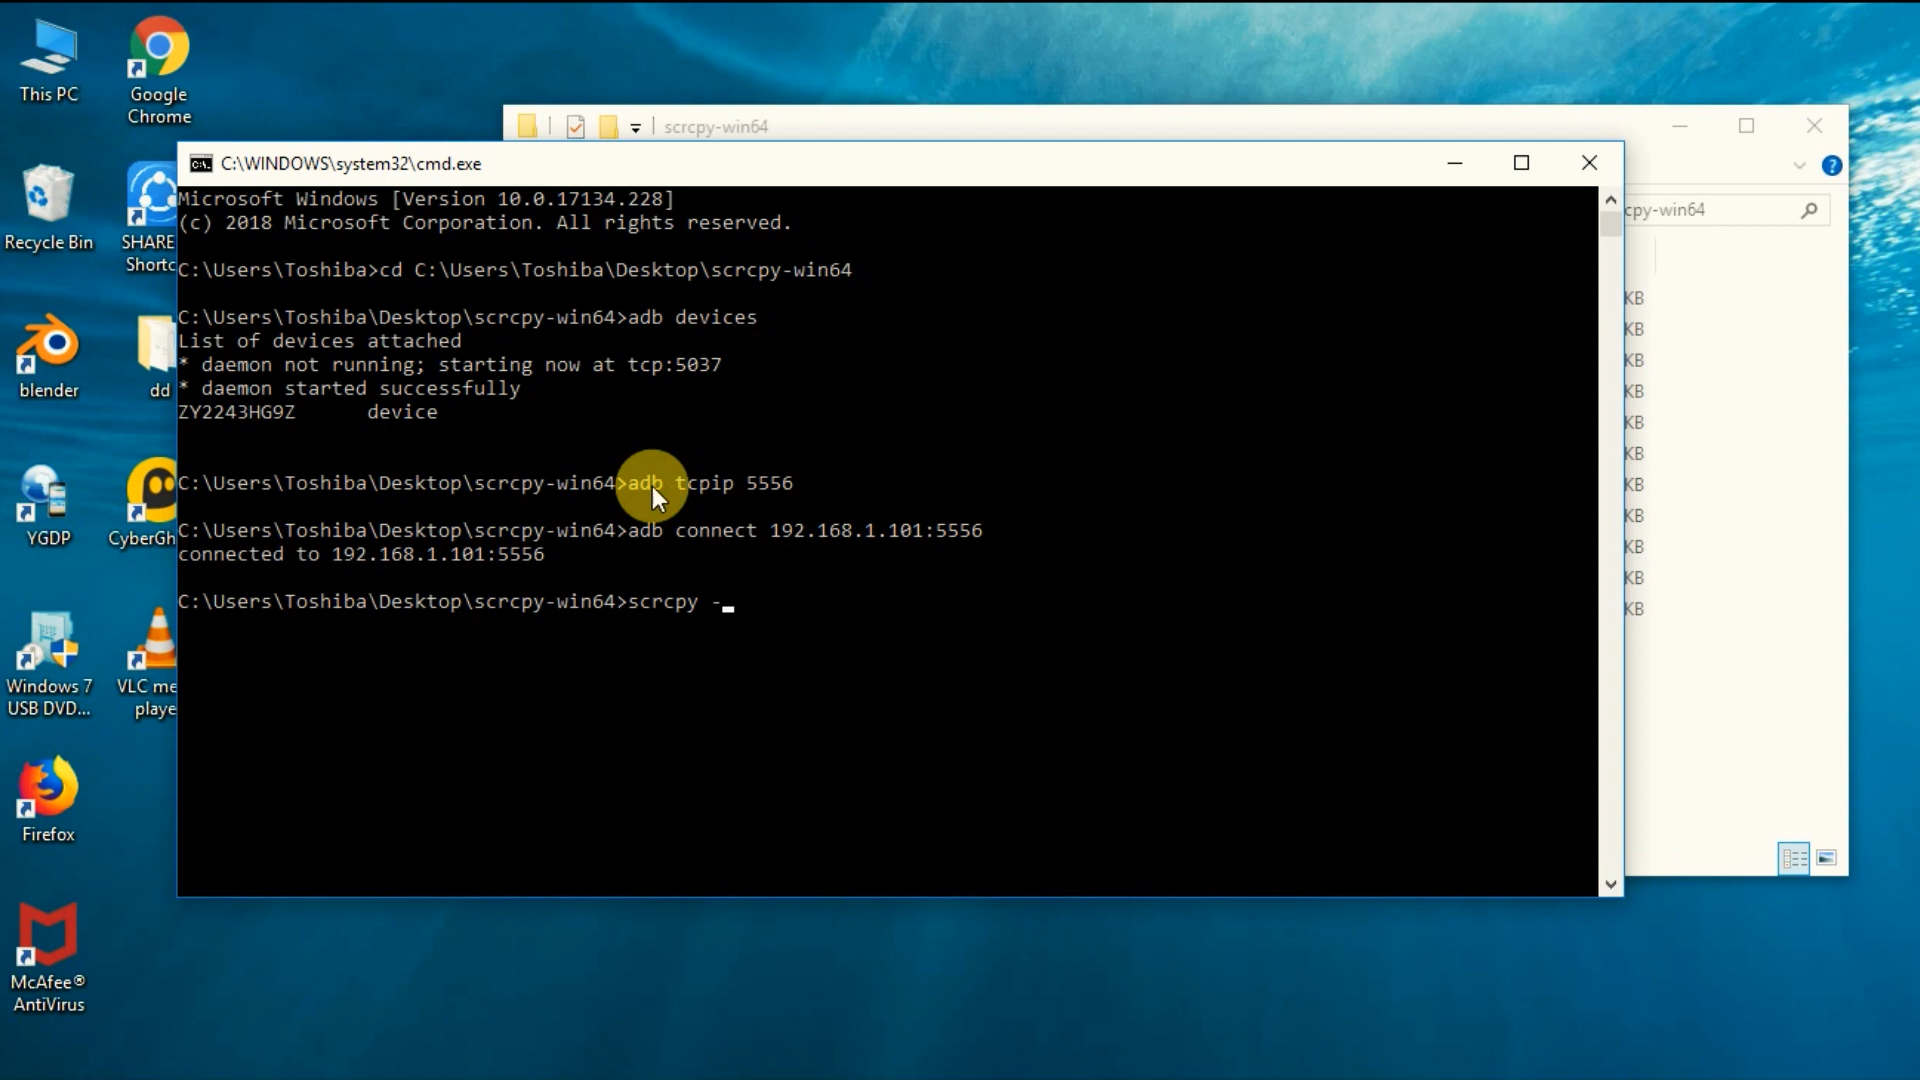 This PC
Google
Chrome
Recycle Bin
SHARE
Shortc
blender
dd
YGDP
CyberGh
Windows 7
USB DVD...
VLC me
playe
Firefox
McAfee®
AntiVirus
scrcpy-win64
cpy-win64
KB
KB
KB
KB
KB
KB
KB
KB
KB
KB
KB
C:\WINDOWS\system32\cmd.exe
Microsoft Windows [Version 10.0.17134.228]
(c) 2018 Microsoft Corporation. All rights reserved.
C:\Users\Toshiba>cd C:\Users\Toshiba\Desktop\scrcpy-win64
C:\Users\Toshiba\Desktop\scrcpy-win64>adb devices
List of devices attached
* daemon not running; starting now at tcp:5037
* daemon started successfully
ZY2243HG9Z      device
C:\Users\Toshiba\Desktop\scrcpy-win64>adb tcpip 5556
C:\Users\Toshiba\Desktop\scrcpy-win64>adb connect 192.168.1.101:5556
connected to 192.168.1.101:5556
C:\Users\Toshiba\Desktop\scrcpy-win64>scrcpy -_